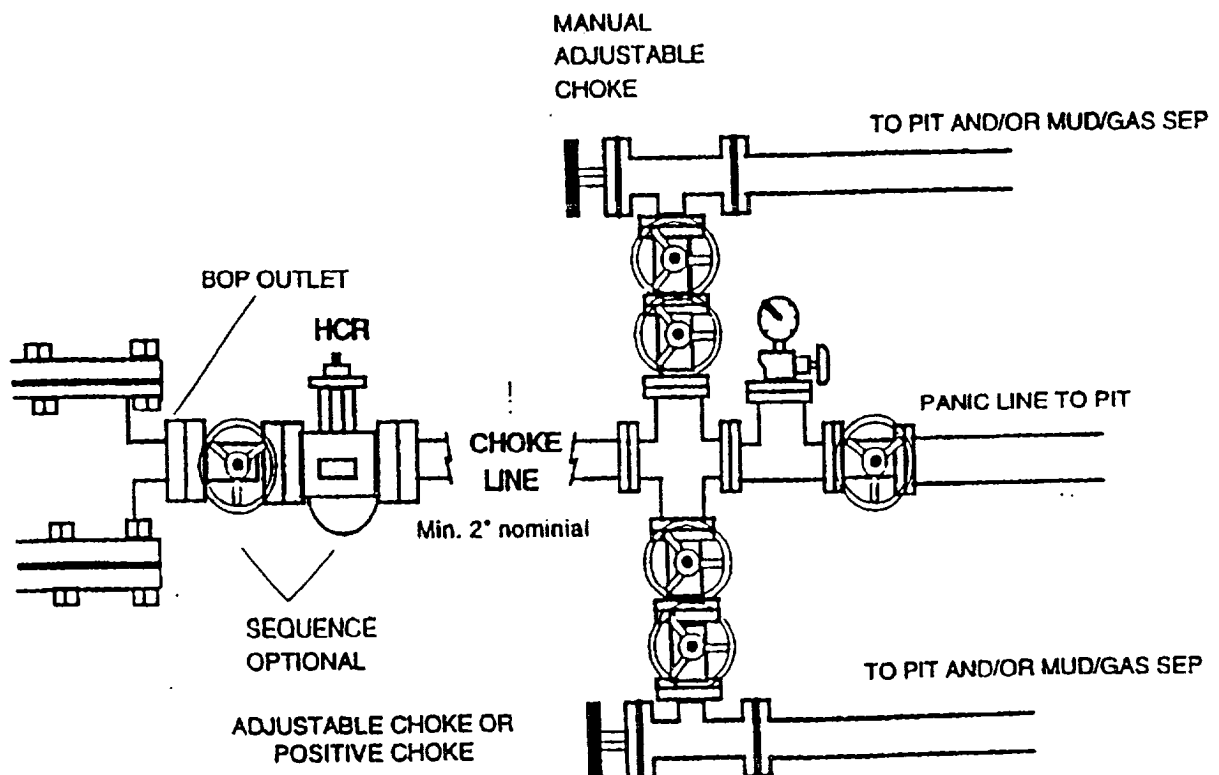 MANUAL
ADJUSTABLE
CHOKE
TO PIT AND/OR MUD/GAS SEP
BOP OUTLET
HCR
PANIC LINE TO PIT
CHOKE
LINE
Min. 2" nominial
SEQUENCE
OPTIONAL
TO PIT AND/OR MUD/GAS SEP
ADJUSTABLE CHOKE OR
POSITIVE CHOKE